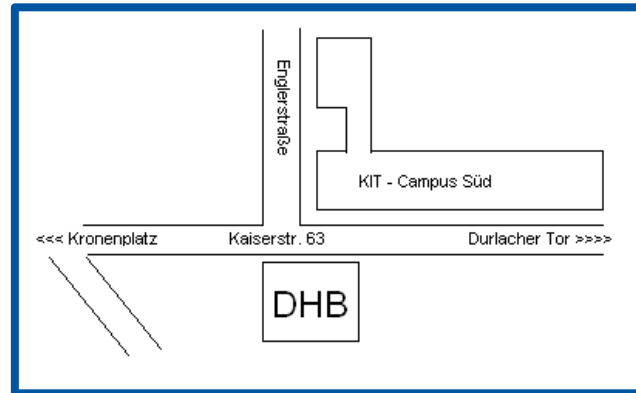 Englerstraße
KIT - Campus Süd
<<< Kronenplatz
Kaiserstr. 63
Durlacher Tor >>>>
DHB